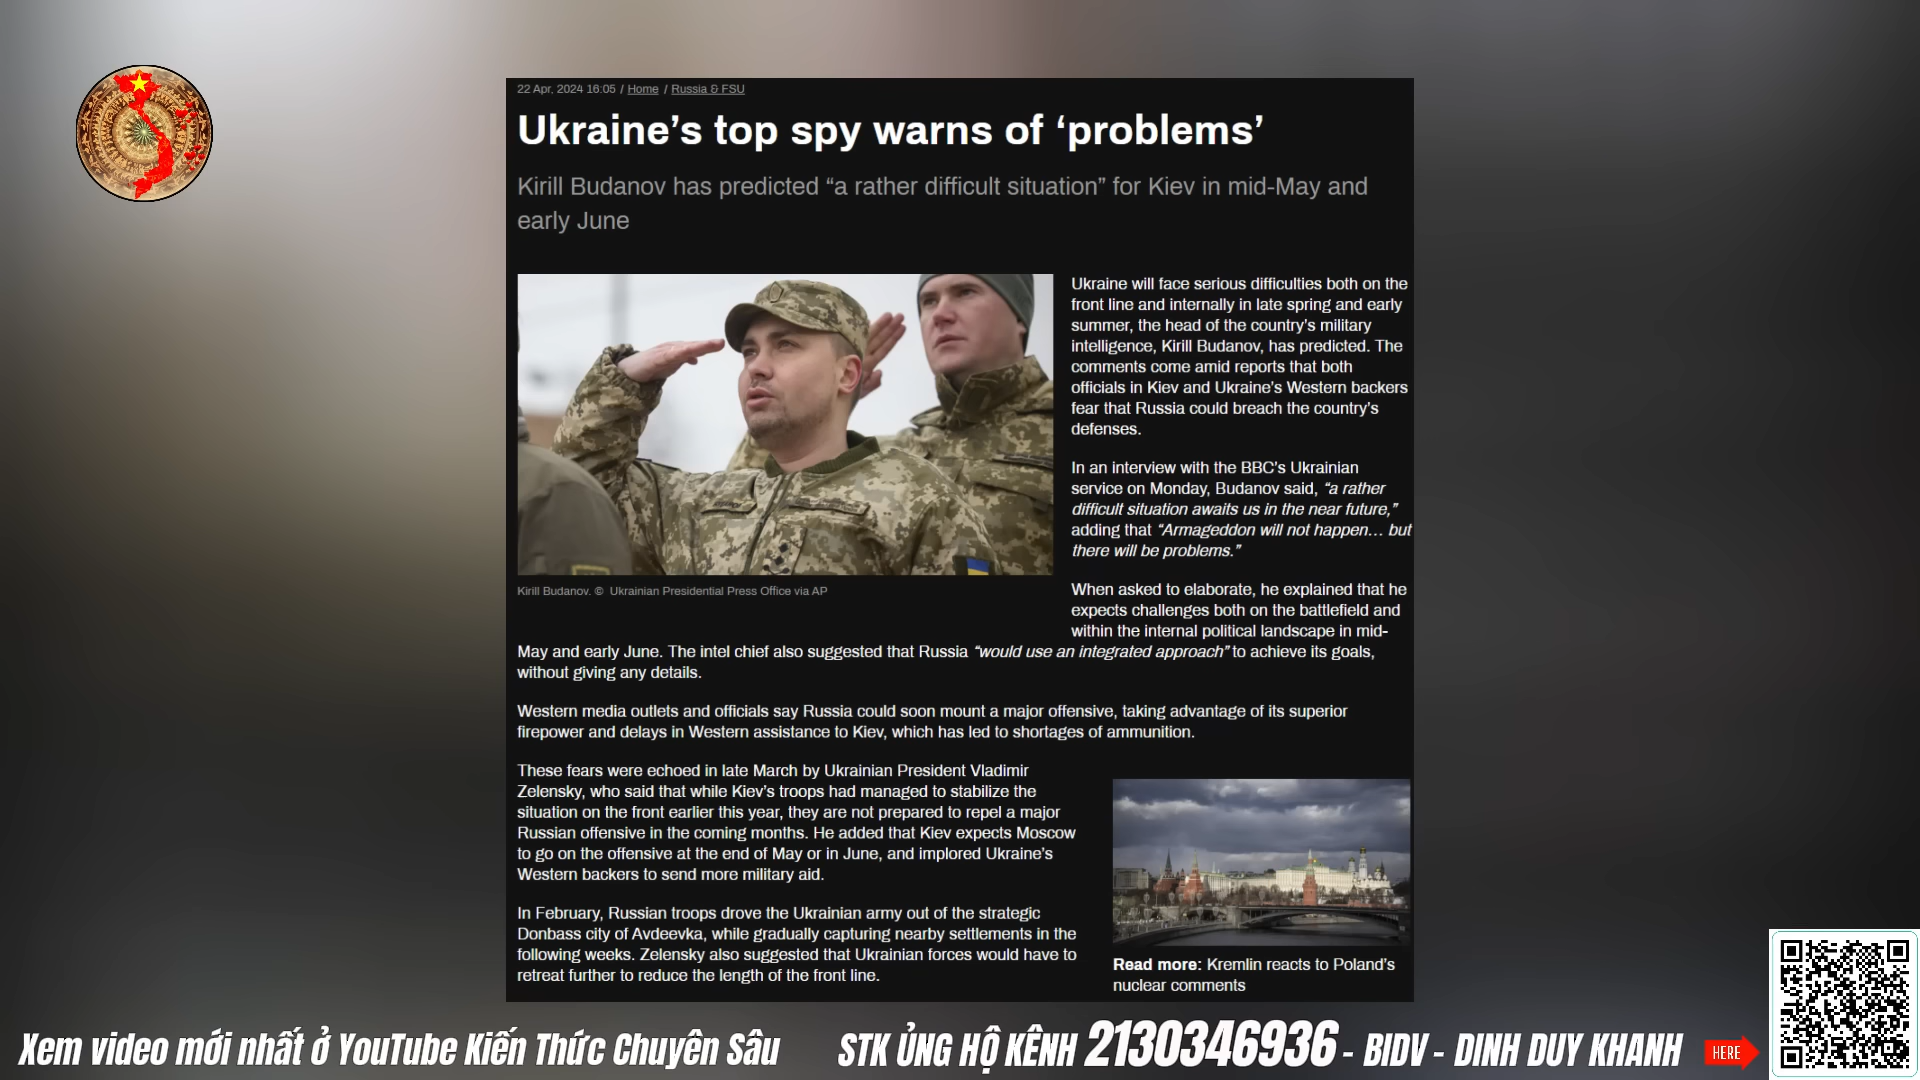 22 Apr, 2024 16:05 / Home / Russia & FSU
Ukraine’s top spy warns of ‘problems’
Kirill Budanov has predicted “a rather difficult situation” for Kiev in mid-May and
early June
Ukraine will face serious difficulties both on the
front line and internally in late spring and early
summer, the head of the country’s military
intelligence, Kirill Budanov, has predicted. The
comments come amid reports that both
officials in Kiev and Ukraine’s Western backers
fear that Russia could breach the country’s
defenses.
In an interview with the BBC’s Ukrainian
service on Monday, Budanov said, “a rather
difficult situation awaits us in the near future,”
adding that “Armageddon will not happen… but
there will be problems.”
Kirill Budanov. © Ukrainian Presidential Press Office via AP
When asked to elaborate, he explained that he
expects challenges both on the battlefield and
within the internal political landscape in mid-
May and early June. The intel chief also suggested that Russia “would use an integrated approach” to achieve its goals,
without giving any details.
Western media outlets and officials say Russia could soon mount a major offensive, taking advantage of its superior
firepower and delays in Western assistance to Kiev, which has led to shortages of ammunition.
These fears were echoed in late March by Ukrainian President Vladimir
Zelensky, who said that while Kiev’s troops had managed to stabilize the
situation on the front earlier this year, they are not prepared to repel a major
Russian offensive in the coming months. He added that Kiev expects Moscow
to go on the offensive at the end of May or in June, and implored Ukraine’s
Western backers to send more military aid.
In February, Russian troops drove the Ukrainian army out of the strategic
Donbass city of Avdeevka, while gradually capturing nearby settlements in the
following weeks. Zelensky also suggested that Ukrainian forces would have to
retreat further to reduce the length of the front line.
Read more: Kremlin reacts to Poland’s
nuclear comments
Xem video mới nhất ở YouTube Kiến Thức Chuyên Sâu
STK ỦNG HỘ KÊNH 2130346936 - BIDV - DINH DUY KHANH
HERE